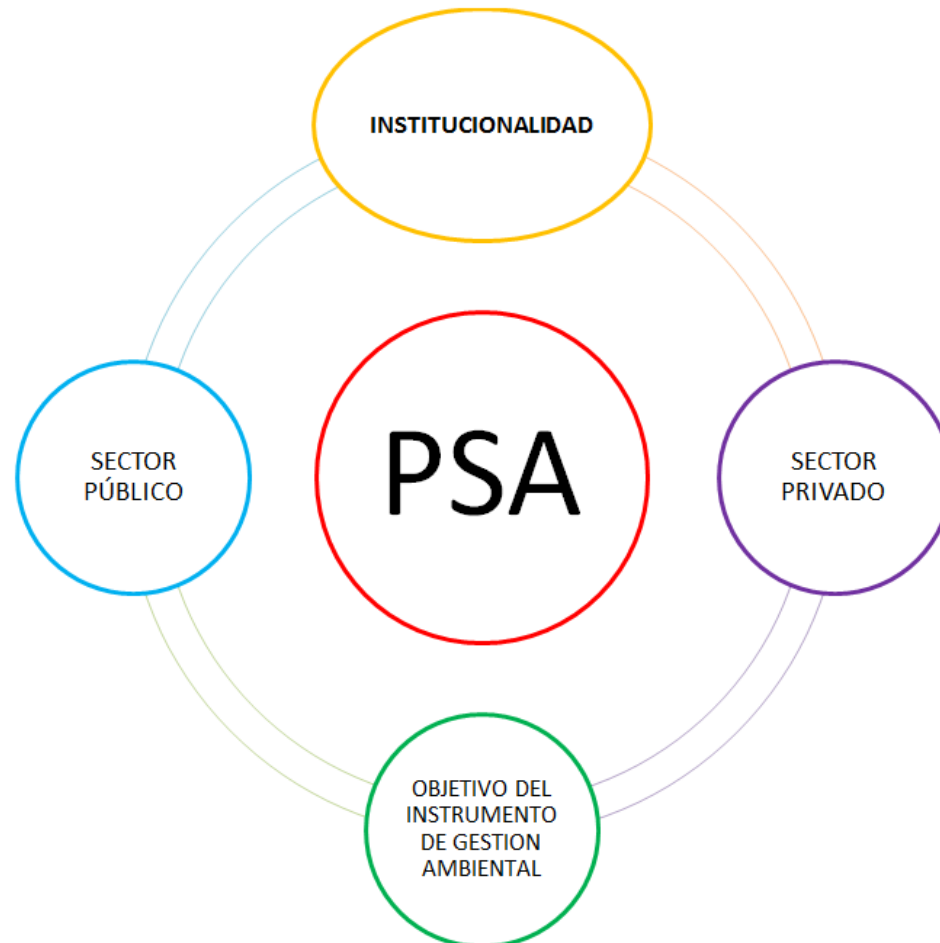 INSTITUCIONALIDAD
SECTOR
PÚBLICO
PSA
SECTOR
PRIVADO
OBJETIVO DEL
INSTRUMENTO
DE GESTION
AMBIENTAL